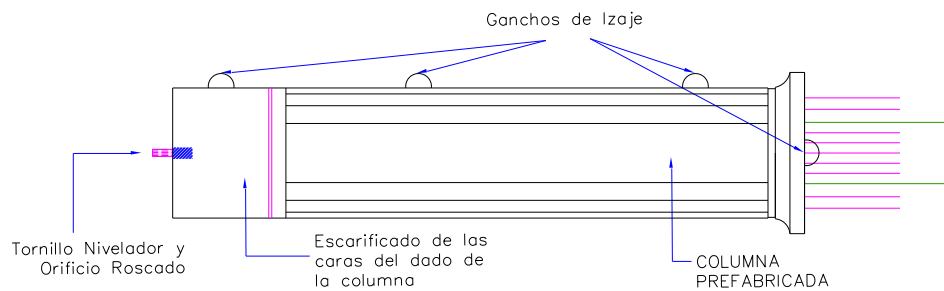 Ganchos de Izaje
Tornillo Nivelador y
Orificio Roscado
Escarificado de las
caras del dado de
la columna
COLUMNA
PREFABRICADA